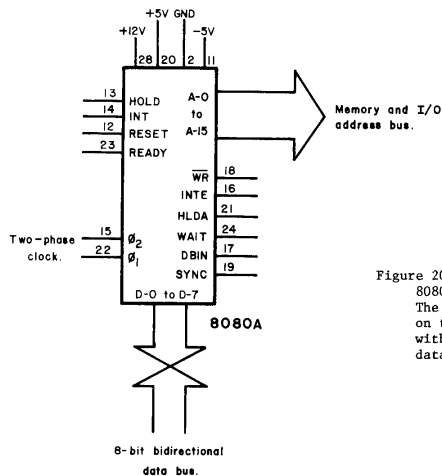 +5V GND
+12V -5V
28 20 2 11
13 HOLD
14 INT
12 RESET
23 READY
A-0
to
A-15
Memory and I/O
address bus.
W̅R̅ 18
INTE 16
HLDA 21
WAIT 24
DBIN 17
SYNC 19
Two-phase
clock.
15 Ø2
22 Ø1
D-0 to D-7
8080A
8-bit bidirectional
data bus.
Figure 20
8080
The
on t
with
data